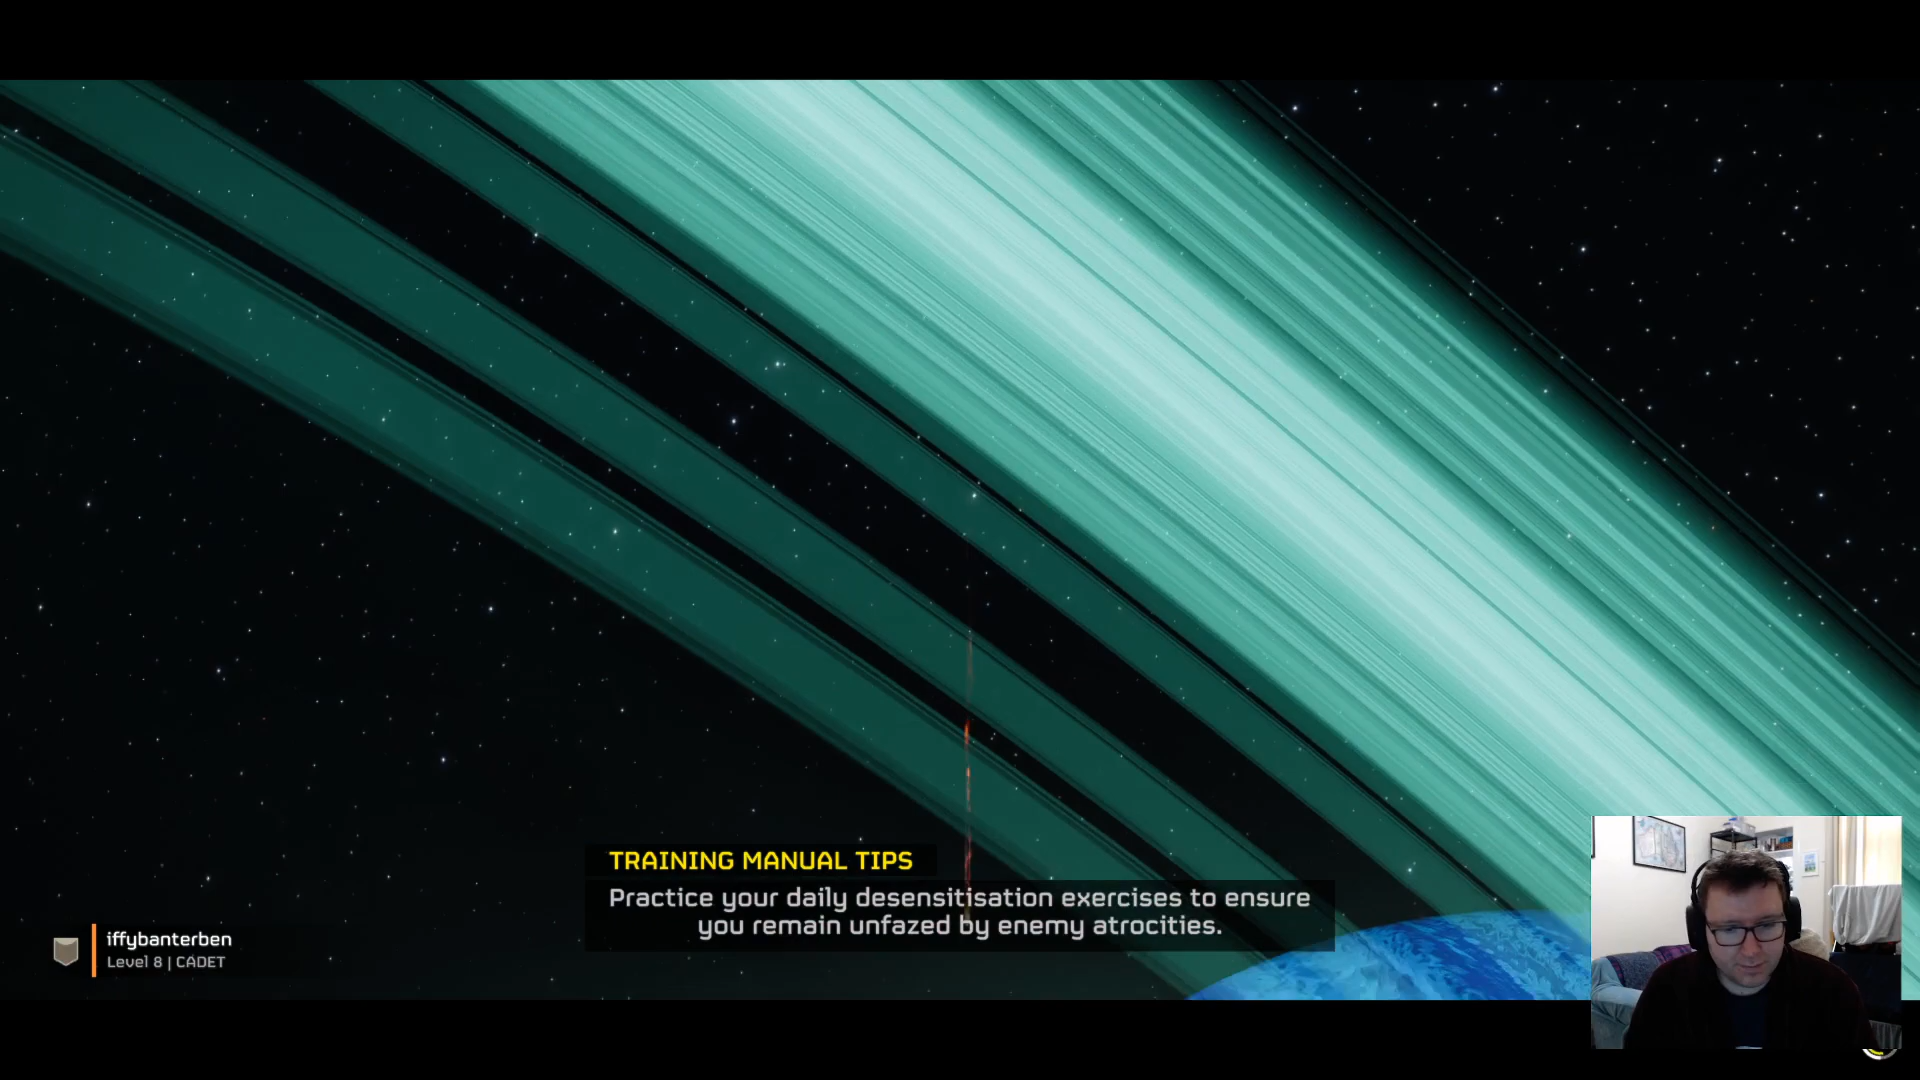 TRAINING MANUAL TIPS
Practice your daily desensitisation exercises to ensure
you remain unfazed by enemy atrocities.
iffybanterben
Level 8 | CADET